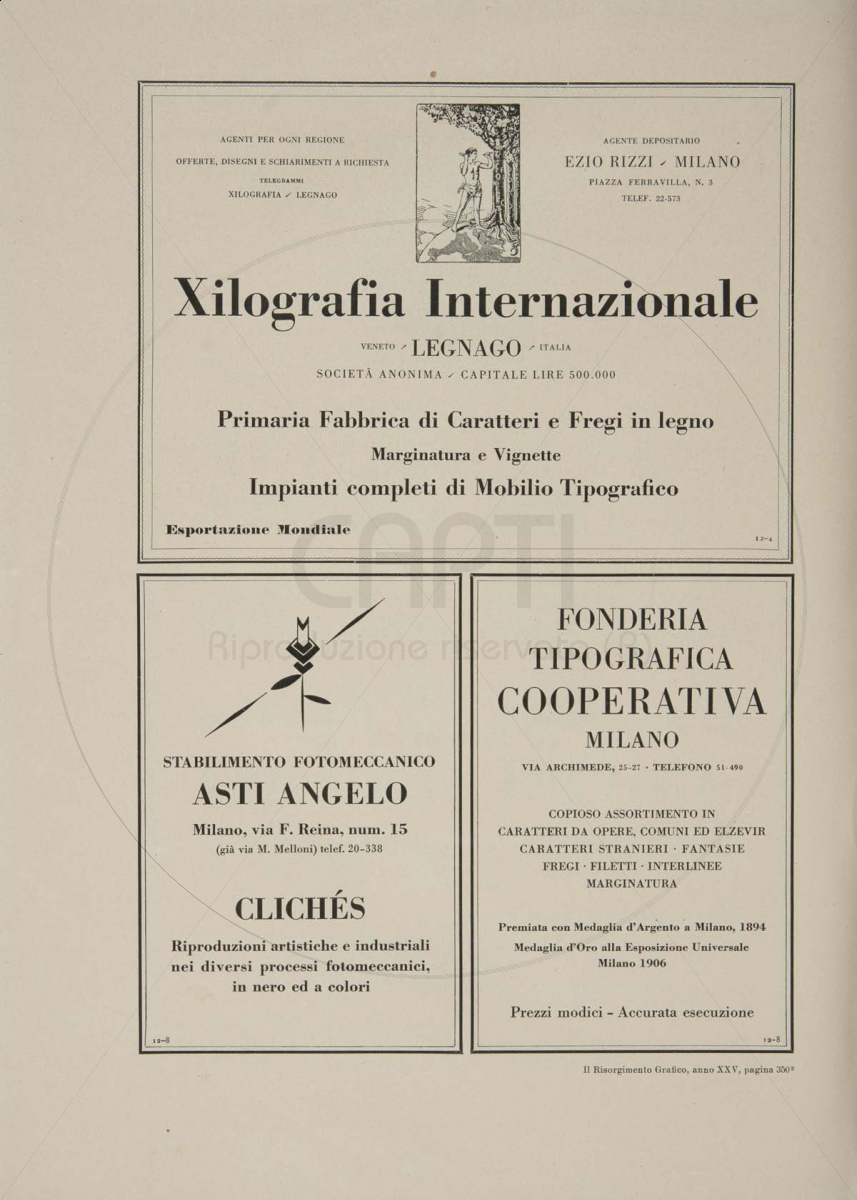 AGENTI PER OGNI REGIONE
OFFERTE, DISEGNI E SCHIARIMENTI A RICHIESTA
TELEGRAMMI
XILOGRAFIA / LEGNAGO
AGENTE DEPOSITARIO
EZIO RIZZI / MILANO
PIAZZA FERRAVILLA, N. 3
TELEF. 22-573
Xilografia Internazionale
VENETO / LEGNAGO / ITALIA
SOCIETÀ ANONIMA / CAPITALE LIRE 500.000
Primaria Fabbrica di Caratteri e Fregi in legno
Marginatura e Vignette
Impianti completi di Mobilio Tipografico
Esportazione Mondiale
12-4
CAPTI
Riproduzione riservata (R)
STABILIMENTO FOTOMECCANICO
ASTI ANGELO
Milano, via F. Reina, num. 15
(già via M. Melloni) telef. 20-338
CLICHÉS
Riproduzioni artistiche e industriali
nei diversi processi fotomeccanici,
in nero ed a colori
12-8
FONDERIA
TIPOGRAFICA
COOPERATIVA
MILANO
VIA ARCHIMEDE, 25-27 · TELEFONO 51-490
COPIOSO ASSORTIMENTO IN
CARATTERI DA OPERE, COMUNI ED ELZEVIR
CARATTERI STRANIERI · FANTASIE
FREGI · FILETTI · INTERLINEE
MARGINATURA
Premiata con Medaglia d'Argento a Milano, 1894
Medaglia d'Oro alla Esposizione Universale
Milano 1906
Prezzi modici - Accurata esecuzione
12-8
Il Risorgimento Grafico, anno XXV, pagina 350ª